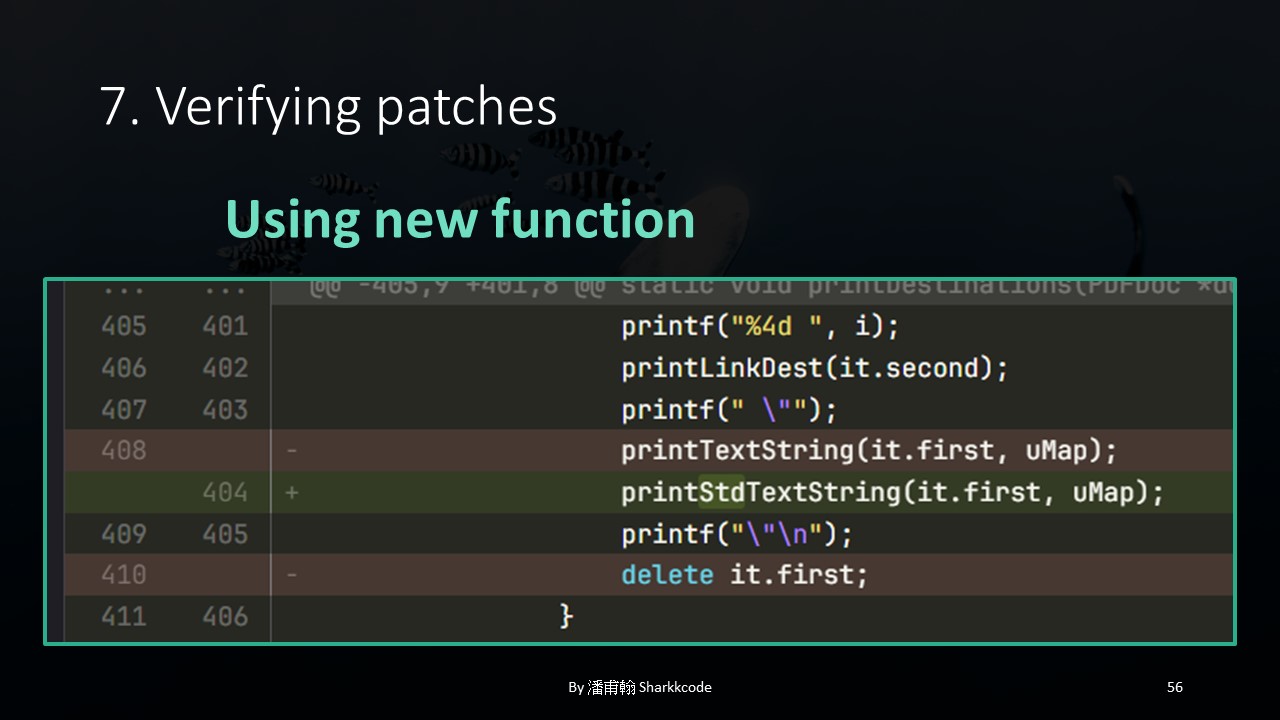 7. Verifying patches
Using new function
... ... @@ -405,9 +401,8 @@ static void printDestinations(PDFDoc *do
405 401 printf("%4d ", i);
406 402 printLinkDest(it.second);
407 403 printf(" \"");
408 - printTextString(it.first, uMap);
404 + printStdTextString(it.first, uMap);
409 405 printf("\"\n");
410 - delete it.first;
411 406 }
By 潘甫翰 Sharkkcode
56